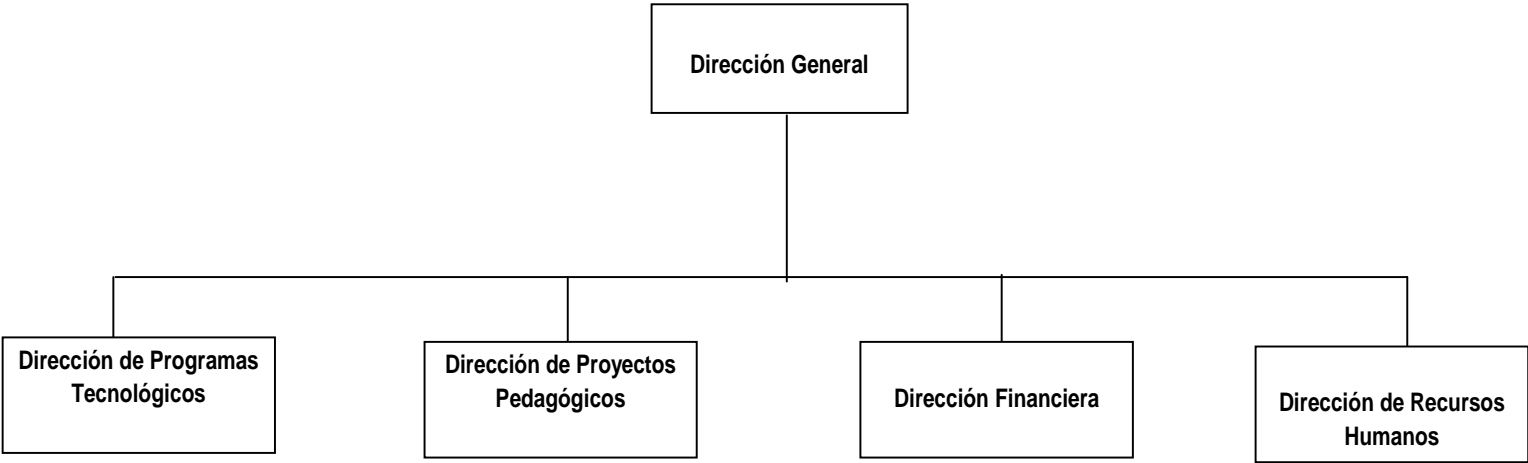 Dirección General
Dirección de Programas
Tecnológicos
Dirección de Proyectos
Pedagógicos
Dirección Financiera
Dirección de Recursos
Humanos